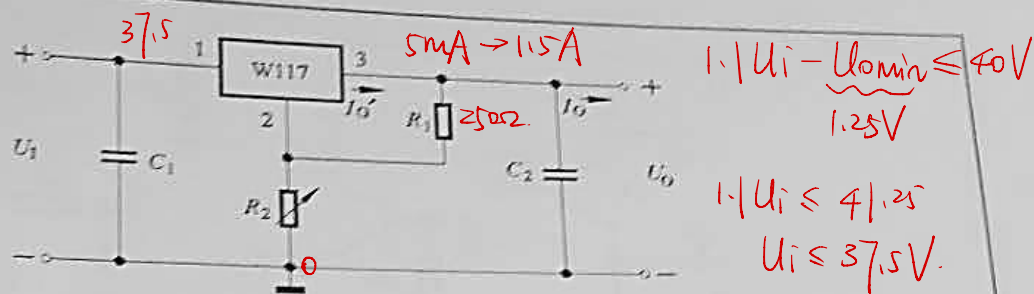 37.5
5mA→1.5A
1.1Ui - Uomin ≤ 40V
1.25V
1.1Ui ≤ 41.25
Ui ≤ 37.5V.
+ 1 W117 3 +
2 Io' R1 250Ω Io
UI C1 C2 UO
R2
- 0 -